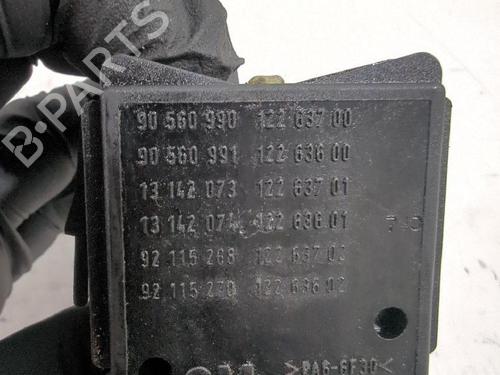 B-PARTS
90 560 990 122 637 00
90 560 991 122 636 00
13 142 073 122 637 01
13 142 074 122 636 01
92 115 268 122 637 02
92 115 270 122 636 02
>PA6-GF30<